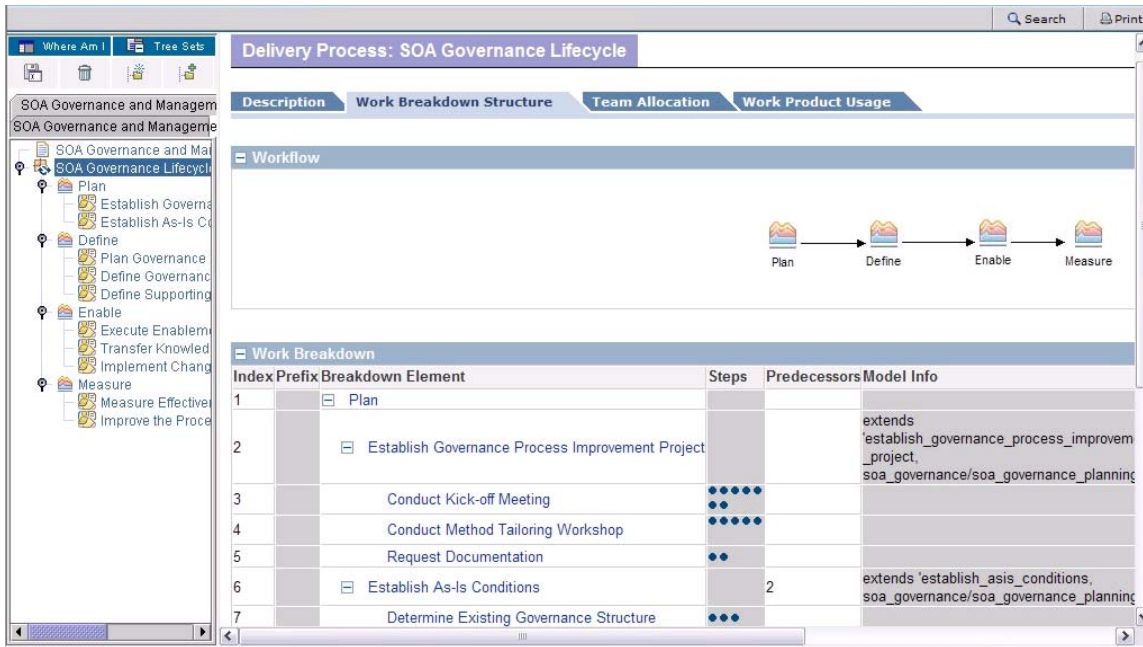 Search Print
Where Am I Tree Sets
SOA Governance and Managem
SOA Governance and Manageme
SOA Governance and Mai
SOA Governance Lifecycl
Plan
Establish Governa
Establish As-Is Co
Define
Plan Governance
Define Governanc
Define Supporting
Enable
Execute Enableme
Transfer Knowled
Implement Chang
Measure
Measure Effective
Improve the Proce
Delivery Process: SOA Governance Lifecycle
Description Work Breakdown Structure Team Allocation Work Product Usage
Workflow
Plan Define Enable Measure
Work Breakdown
Index Prefix Breakdown Element Steps Predecessors Model Info
1 Plan
2 Establish Governance Process Improvement Project
extends
'establish_governance_process_improvem
_project,
soa_governance/soa_governance_planning
3 Conduct Kick-off Meeting
4 Conduct Method Tailoring Workshop
5 Request Documentation
6 Establish As-Is Conditions 2
extends 'establish_asis_conditions,
soa_governance/soa_governance_planning
7 Determine Existing Governance Structure